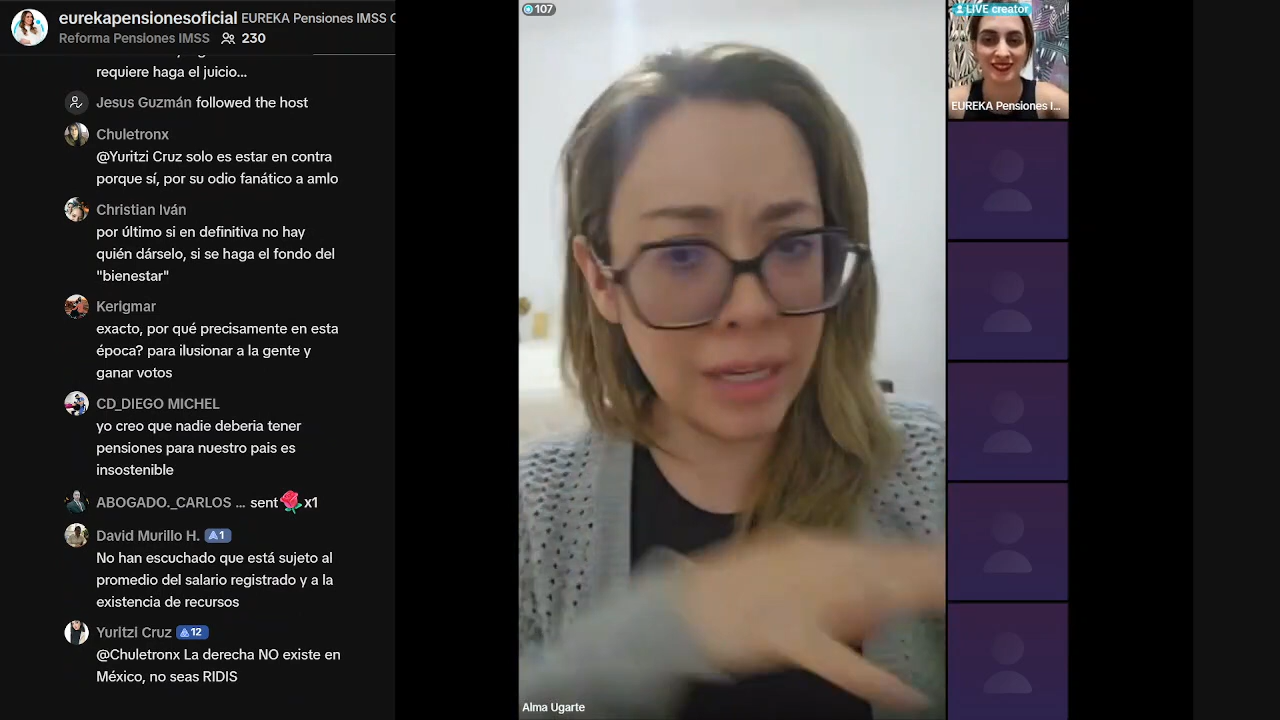 eurekapensionesoficial EUREKA Pensiones IMSS
Reforma Pensiones IMSS 230
requiere haga el juicio...
Jesus Guzmán followed the host
Chuletronx
@Yuritzi Cruz solo es estar en contra
porque sí, por su odio fanático a amlo
Christian Iván
por último si en definitiva no hay
quién dárselo, si se haga el fondo del
"bienestar"
Kerigmar
exacto, por qué precisamente en esta
época? para ilusionar a la gente y
ganar votos
CD_DIEGO MICHEL
yo creo que nadie deberia tener
pensiones para nuestro pais es
insostenible
ABOGADO._CARLOS ... sent x1
David Murillo H. 1
No han escuchado que está sujeto al
promedio del salario registrado y a la
existencia de recursos
Yuritzi Cruz 12
@Chuletronx La derecha NO existe en
México, no seas RIDIS
107
Alma Ugarte
LIVE creator
EUREKA Pensiones I...